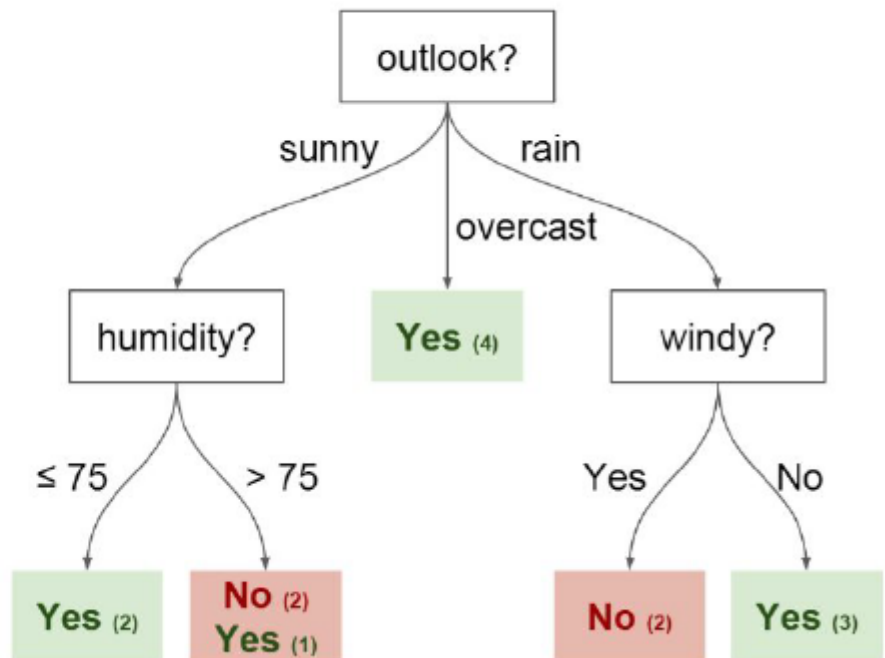 outlook?
sunny
rain
overcast
humidity?
Yes (4)
windy?
≤ 75
> 75
Yes
No
Yes (2)
No (2)
Yes (1)
No (2)
Yes (3)